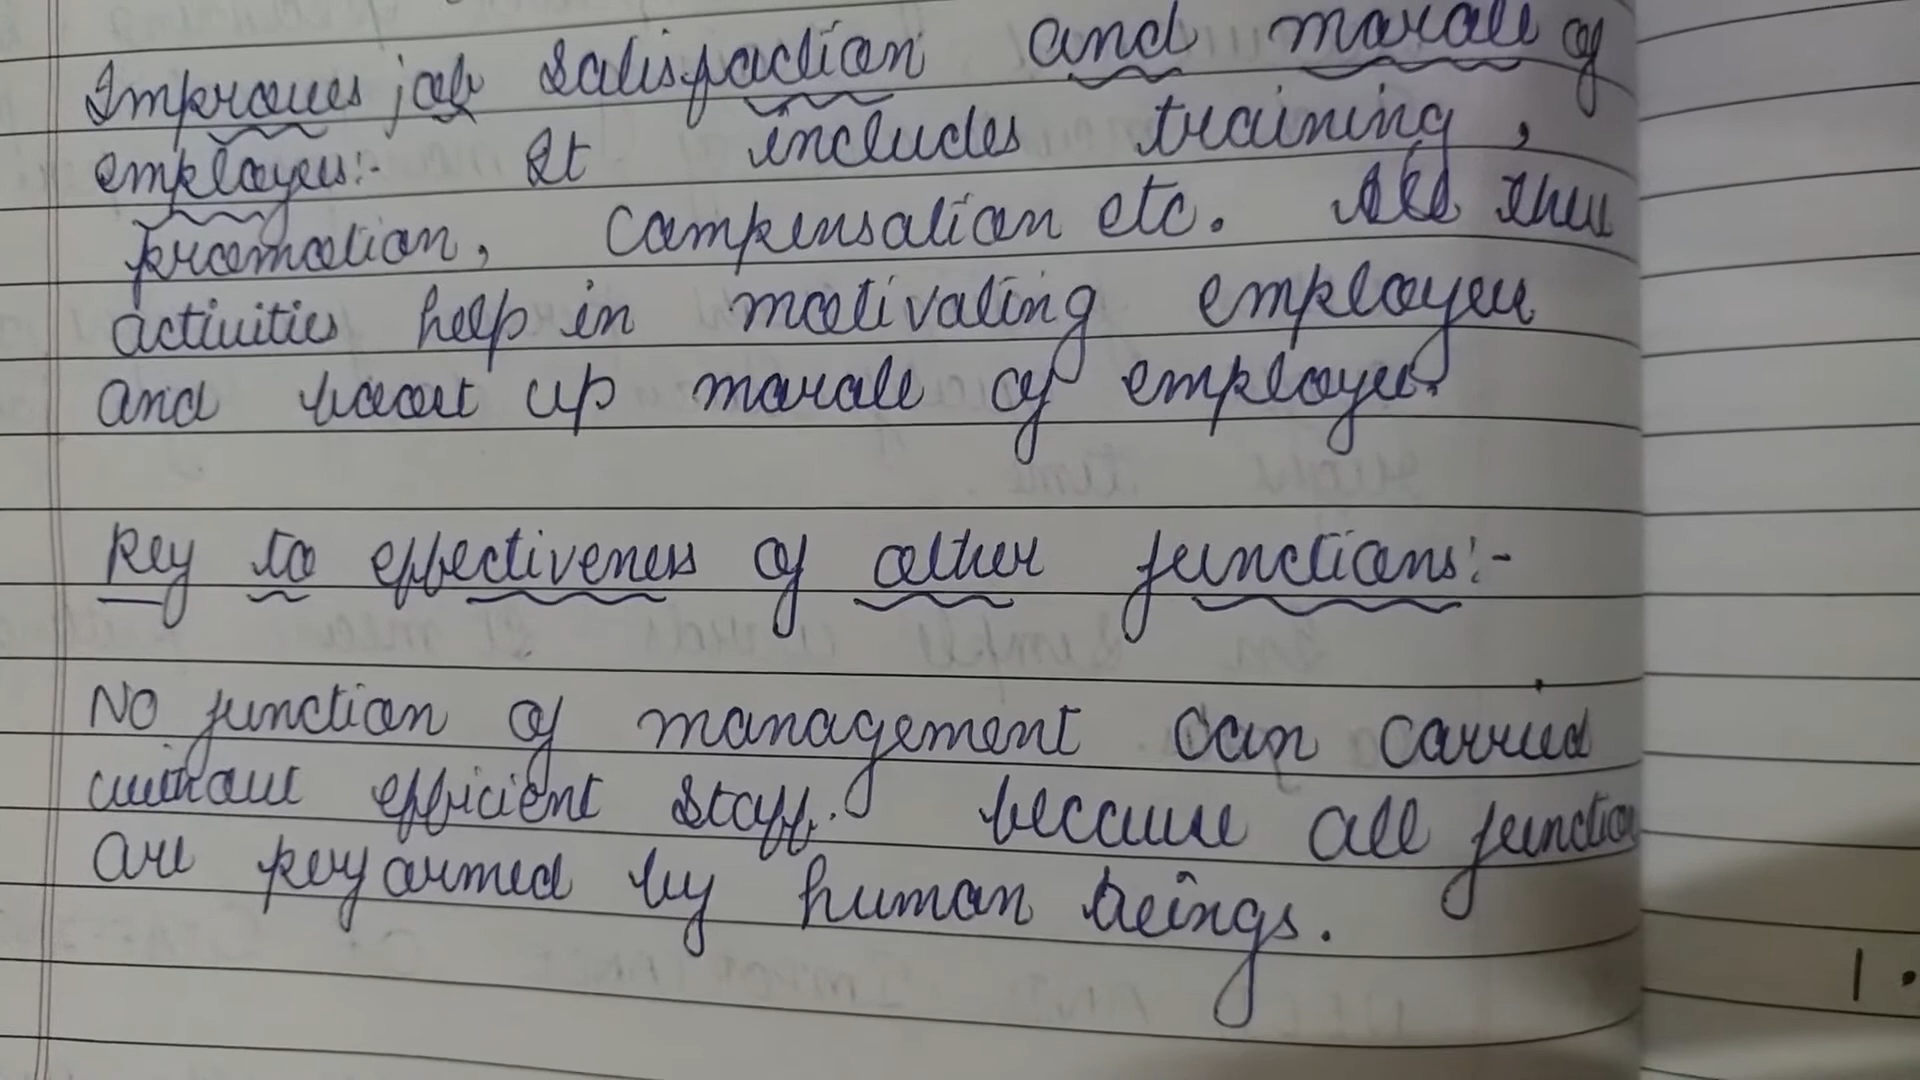 Improves job satisfaction and morale of
employees:- It includes training,
promotion, compensation etc. All these
activities help in motivating employees
and boost up morale of employees.
Key to effectiveness of other functions:-
No function of management can carried
without efficient staff. because all function
are performed by human beings.
1.